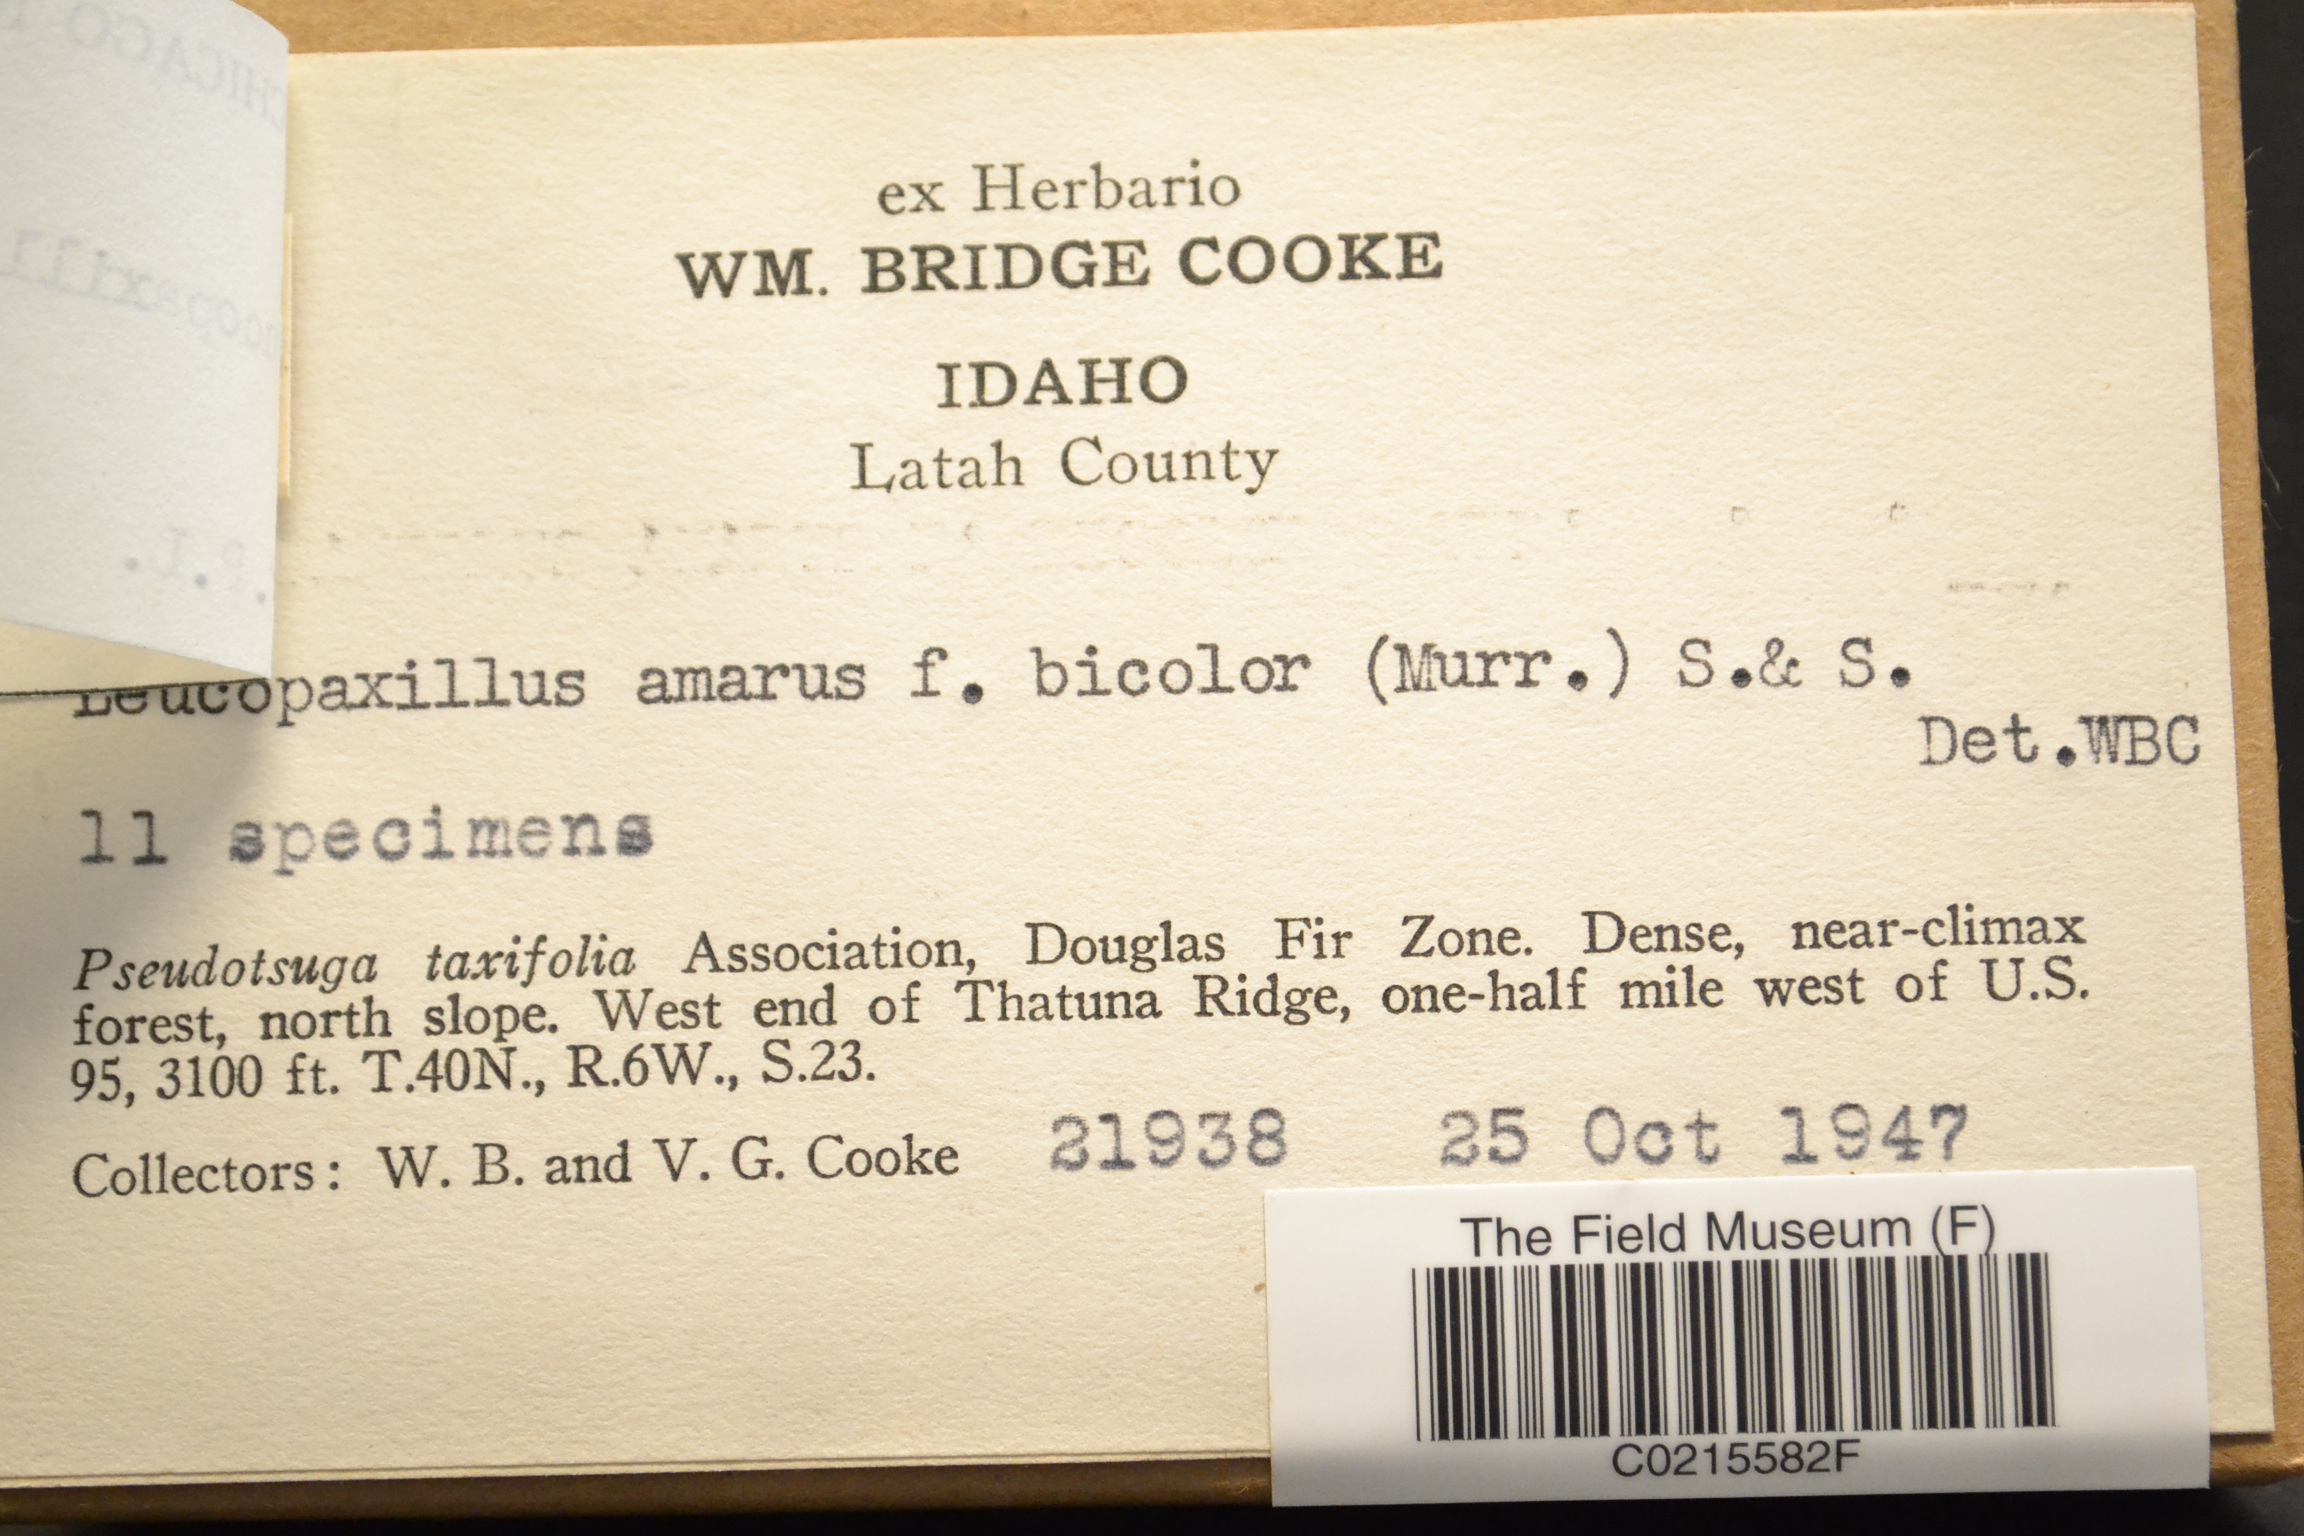 ex Herbario
WM. BRIDGE COOKE
IDAHO
Latah County
Leucopaxillus amarus f. bicolor (Murr.) S.& S.
Det.WBC
11 specimens
Pseudotsuga taxifolia Association, Douglas Fir Zone. Dense, near-climax
forest, north slope. West end of Thatuna Ridge, one-half mile west of U.S.
95, 3100 ft. T.40N., R.6W., S.23.
Collectors: W. B. and V. G. Cooke 21938 25 Oct 1947
The Field Museum (F)
C0215582F